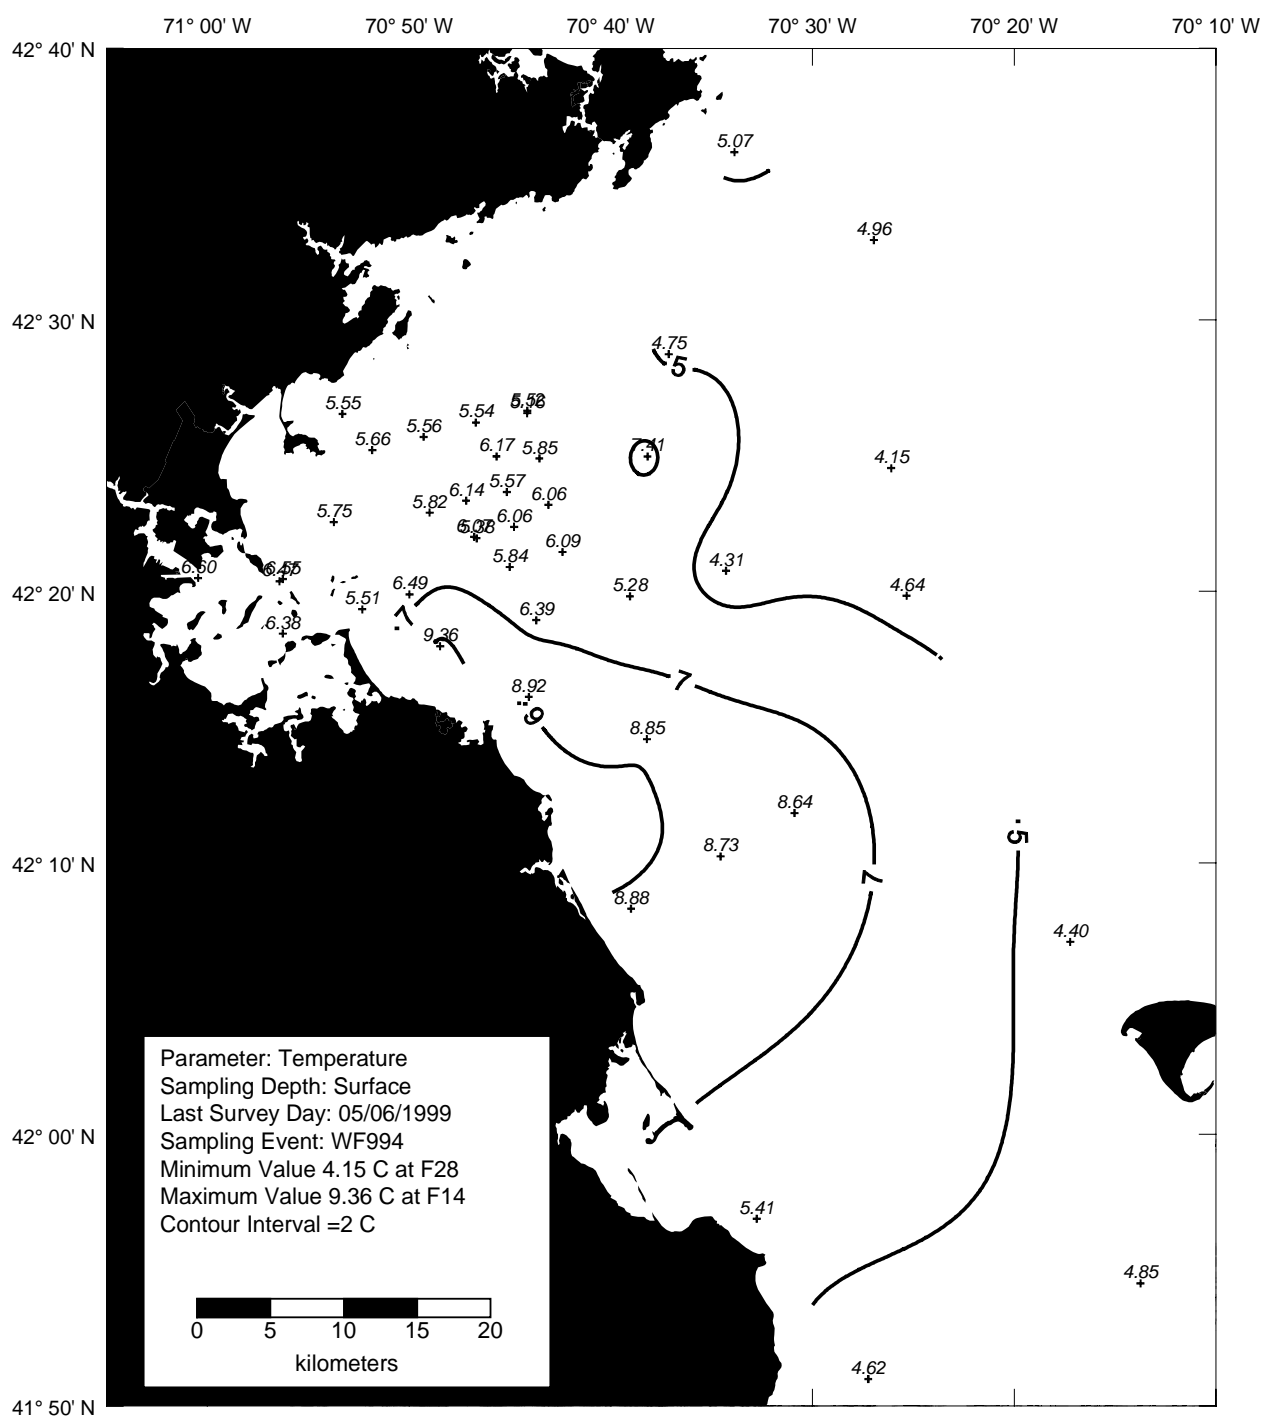 71° 00' W 70° 50' W 70° 40' W 70° 30' W 70° 20' W 70° 10' W
42° 40' N
5.07
4.96
42° 30' N
4.75
5
5.55
5.54
5.56
5.66
6.17
5.85
7.41
4.15
5.57
6.14
6.06
5.82
5.75
6.06
6.09
5.84
4.31
6.60
42° 20' N
6.49
5.28
4.64
5.51
6.39
6.38
9.36
7
8.92
9
8.85
8.64
5
8.73
42° 10' N
7
8.88
4.40
Parameter: Temperature
Sampling Depth: Surface
Last Survey Day: 05/06/1999
Sampling Event: WF994
Minimum Value 4.15 C at F28
Maximum Value 9.36 C at F14
Contour Interval =2 C
42° 00' N
5.41
4.85
0 5 10 15 20
kilometers
4.62
41° 50' N